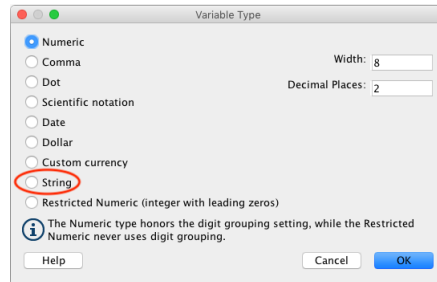 Variable Type
Numeric
Comma
Width: 8
Dot
Decimal Places: 2
Scientific notation
Date
Dollar
Custom currency
String
Restricted Numeric (integer with leading zeros)
The Numeric type honors the digit grouping setting, while the Restricted
Numeric never uses digit grouping.
Help Cancel OK